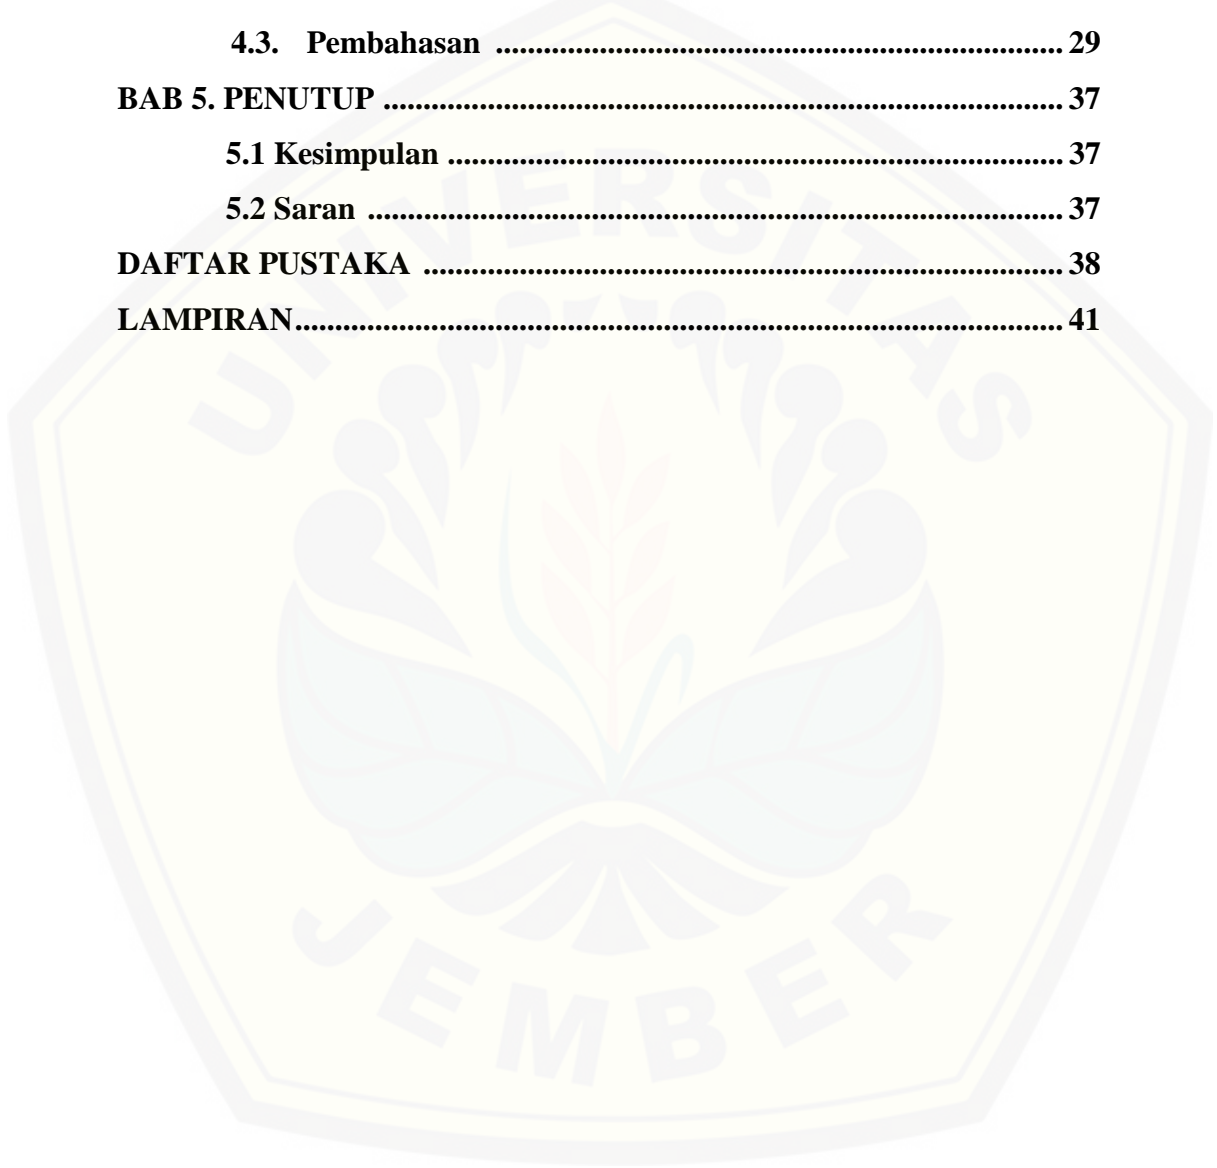 4.3. Pembahasan ........................................................................ 29
BAB 5. PENUTUP ...................................................................................... 37
5.1 Kesimpulan .............................................................................. 37
5.2 Saran ........................................................................................ 37
DAFTAR PUSTAKA ................................................................................. 38
LAMPIRAN................................................................................................. 41
UNIVERSITAS
JEMBER